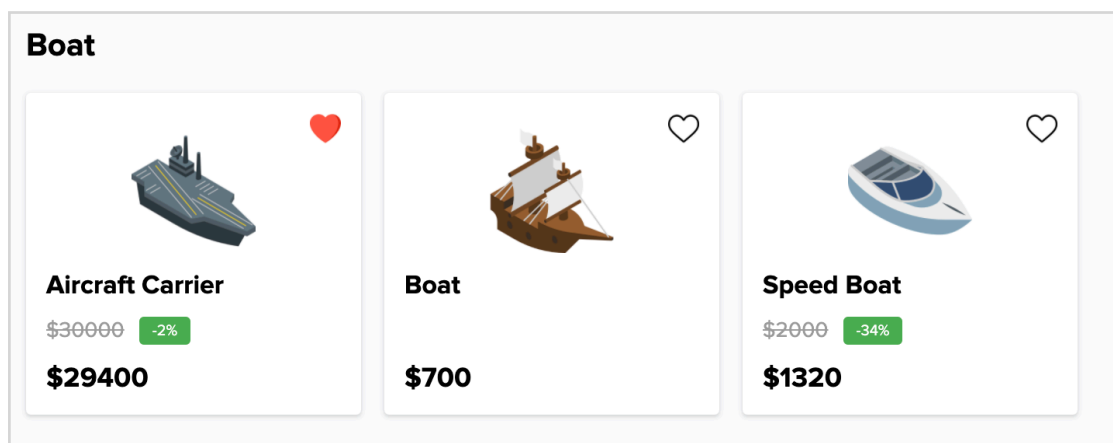 Boat
Aircraft Carrier
$30000 -2%
$29400
Boat
$700
Speed Boat
$2000 -34%
$1320